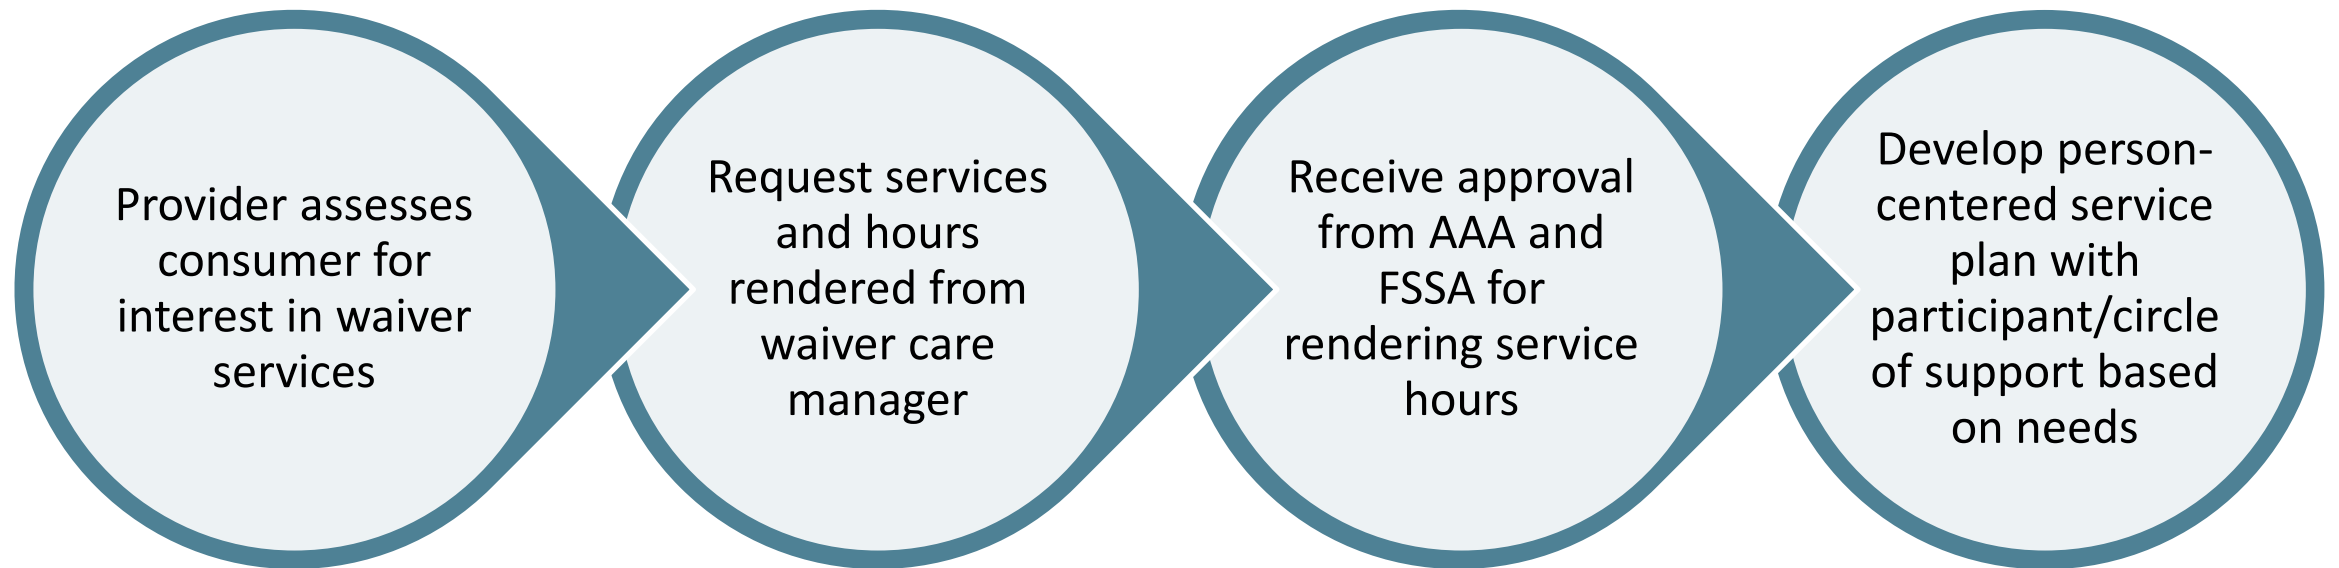 Provider assesses
consumer for
interest in waiver
services
Request services
and hours
rendered from
waiver care
manager
Receive approval
from AAA and
FSSA for
rendering service
hours
Develop person-
centered service
plan with
participant/circle
of support based
on needs